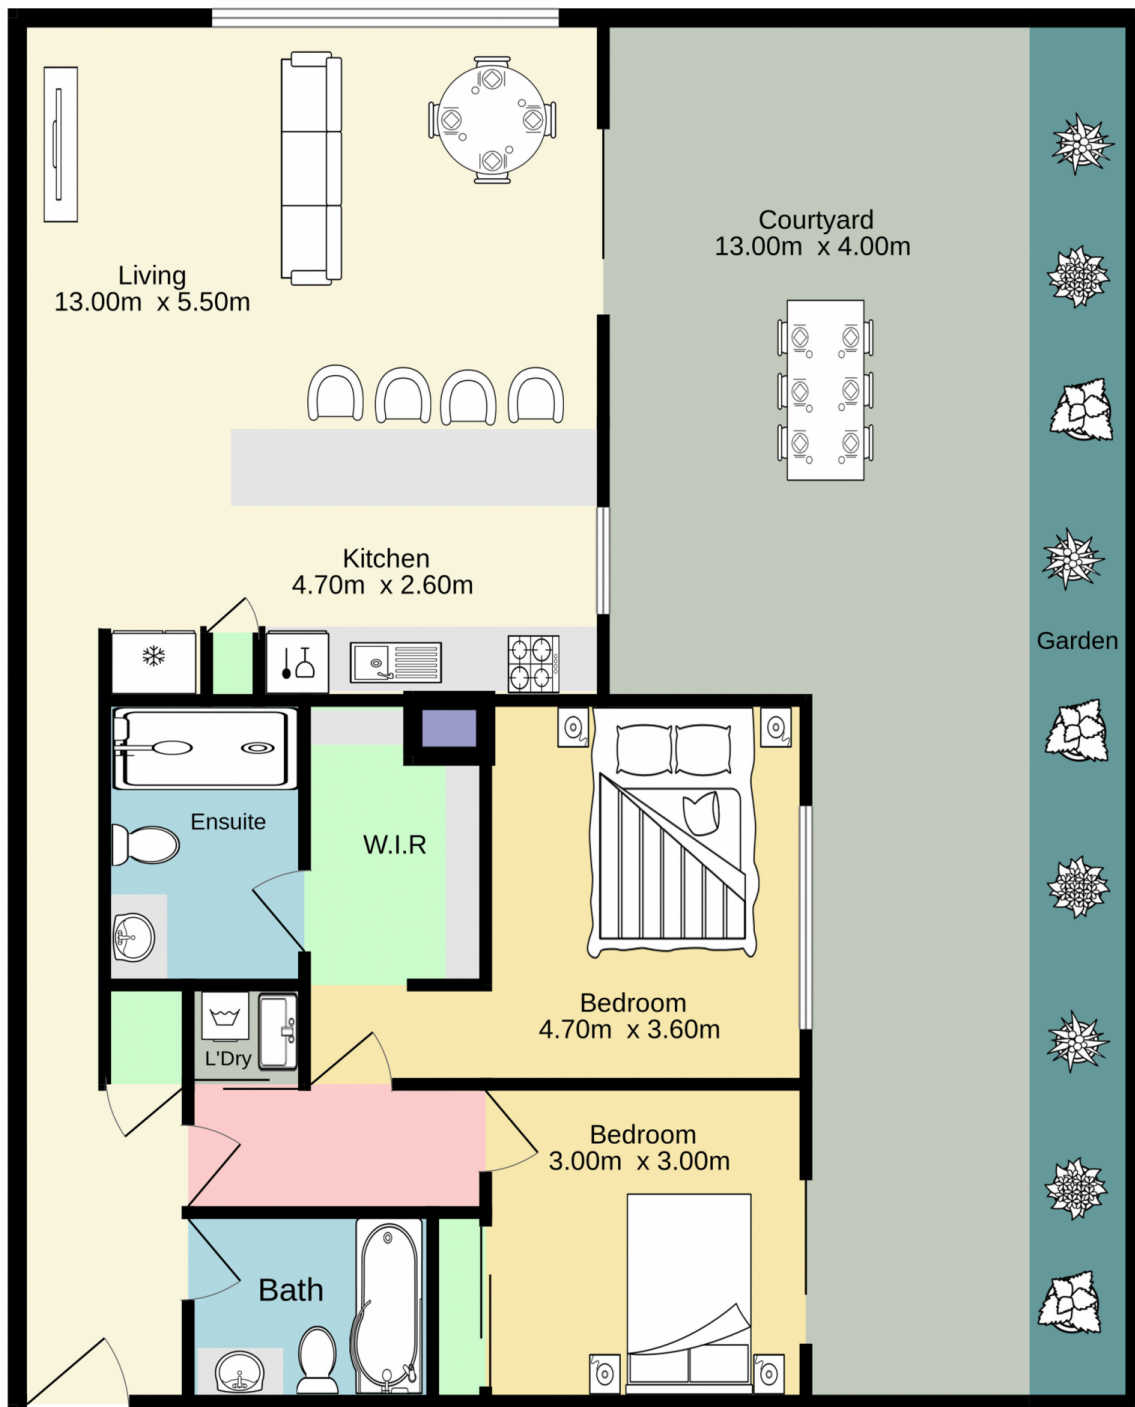 Living
13.00m x 5.50m
Courtyard
13.00m x 4.00m
Kitchen
4.70m x 2.60m
Garden
Ensuite
W.I.R
Bedroom
4.70m x 3.60m
L'Dry
Bedroom
3.00m x 3.00m
Bath